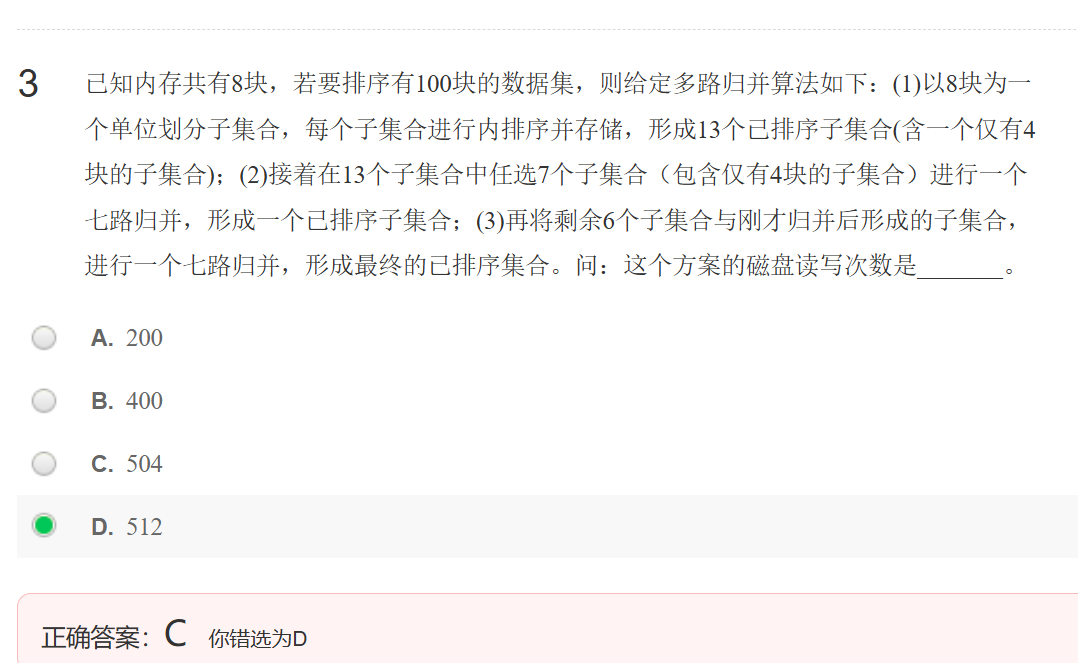 3
已知内存共有8块，若要排序有100块的数据集，则给定多路归并算法如下：(1)以8块为一
个单位划分子集合，每个子集合进行内排序并存储，形成13个已排序子集合(含一个仅有4
块的子集合)；(2)接着在13个子集合中任选7个子集合（包含仅有4块的子集合）进行一个
七路归并，形成一个已排序子集合；(3)再将剩余6个子集合与刚才归并后形成的子集合，
进行一个七路归并，形成最终的已排序集合。问：这个方案的磁盘读写次数是_______。
A. 200
B. 400
C. 504
D. 512
正确答案：C 你错选为D